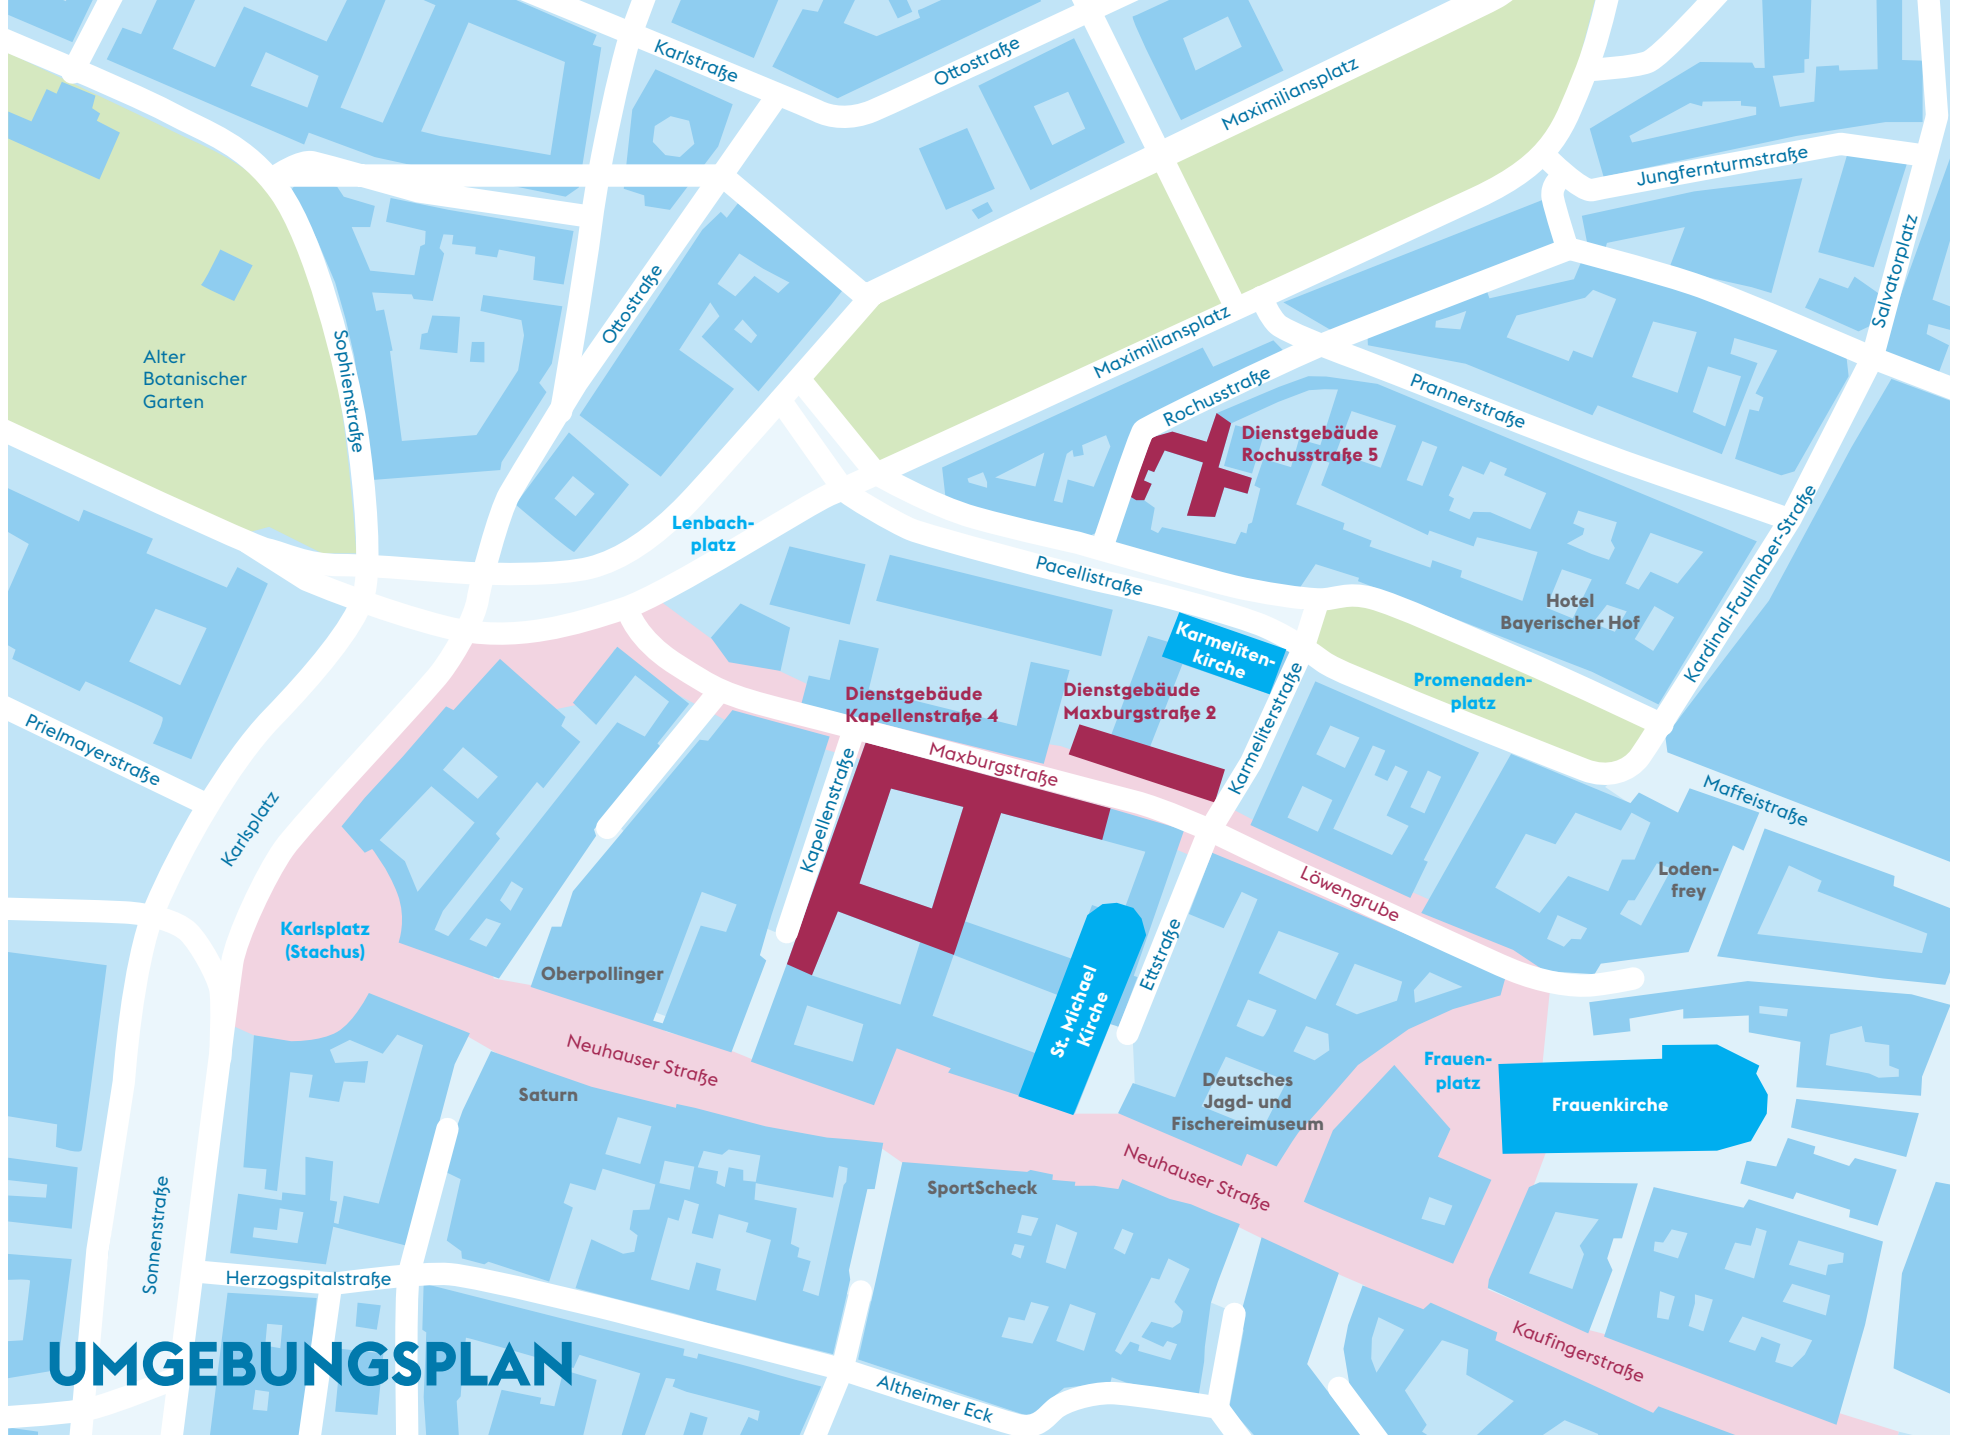 Karlstraße
Ottostraße
Maximiliansplatz
Jungfernturmstraße
Salvatorplatz
Ottostraße
Sophienstraße
Alter
Botanischer
Garten
Maximiliansplatz
Rochusstraße
Prannerstraße
Dienstgebäude
Rochusstraße 5
Lenbach-
platz
Pacellistraße
Kardinal-Faulhaber-Straße
Hotel
Bayerischer Hof
Karmeliten-
kirche
Promenaden-
platz
Karmeliterstraße
Dienstgebäude
Kapellenstraße 4
Dienstgebäude
Maxburgstraße 2
Prielmayerstraße
Maxburgstraße
Kapellenstraße
Karlsplatz
Maffeistraße
Löwengrube
Loden-
frey
Karlsplatz
(Stachus)
Oberpollinger
Ettstraße
St. Michael
Kirche
Neuhauser Straße
Saturn
Deutsches
Jagd- und
Fischereimuseum
Frauen-
platz
Frauenkirche
Neuhauser Straße
SportScheck
Sonnenstraße
Herzogspitalstraße
Kaufingerstraße
Altheimer Eck
UMGEBUNGSPLAN